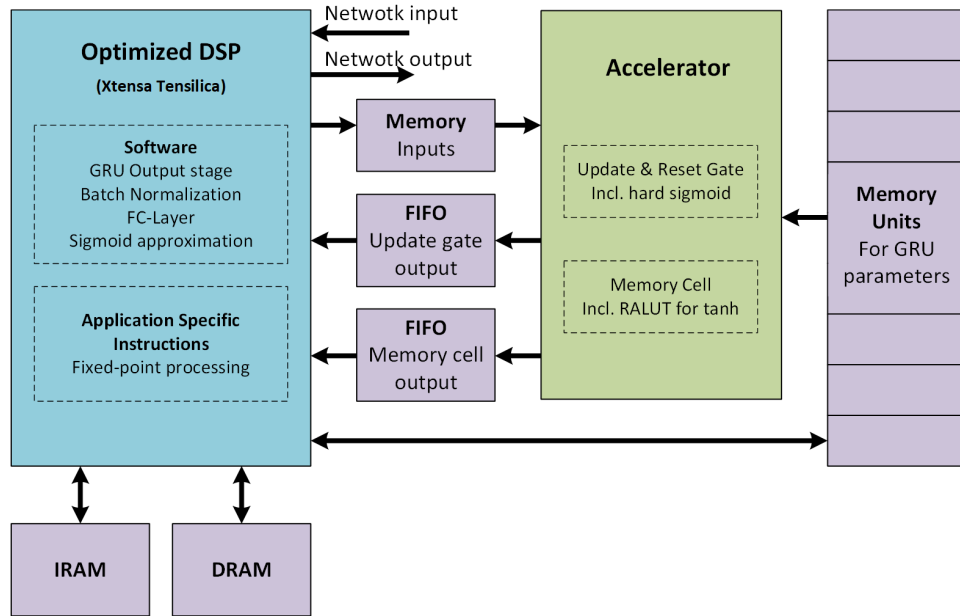 Netwotk input
Netwotk output
Optimized DSP
(Xtensa Tensilica)
Software
GRU Output stage
Batch Normalization
FC-Layer
Sigmoid approximation
Application Specific
Instructions
Fixed-point processing
Memory
Inputs
FIFO
Update gate
output
FIFO
Memory cell
output
Accelerator
Update & Reset Gate
Incl. hard sigmoid
Memory Cell
Incl. RALUT for tanh
Memory
Units
For GRU
parameters
IRAM
DRAM